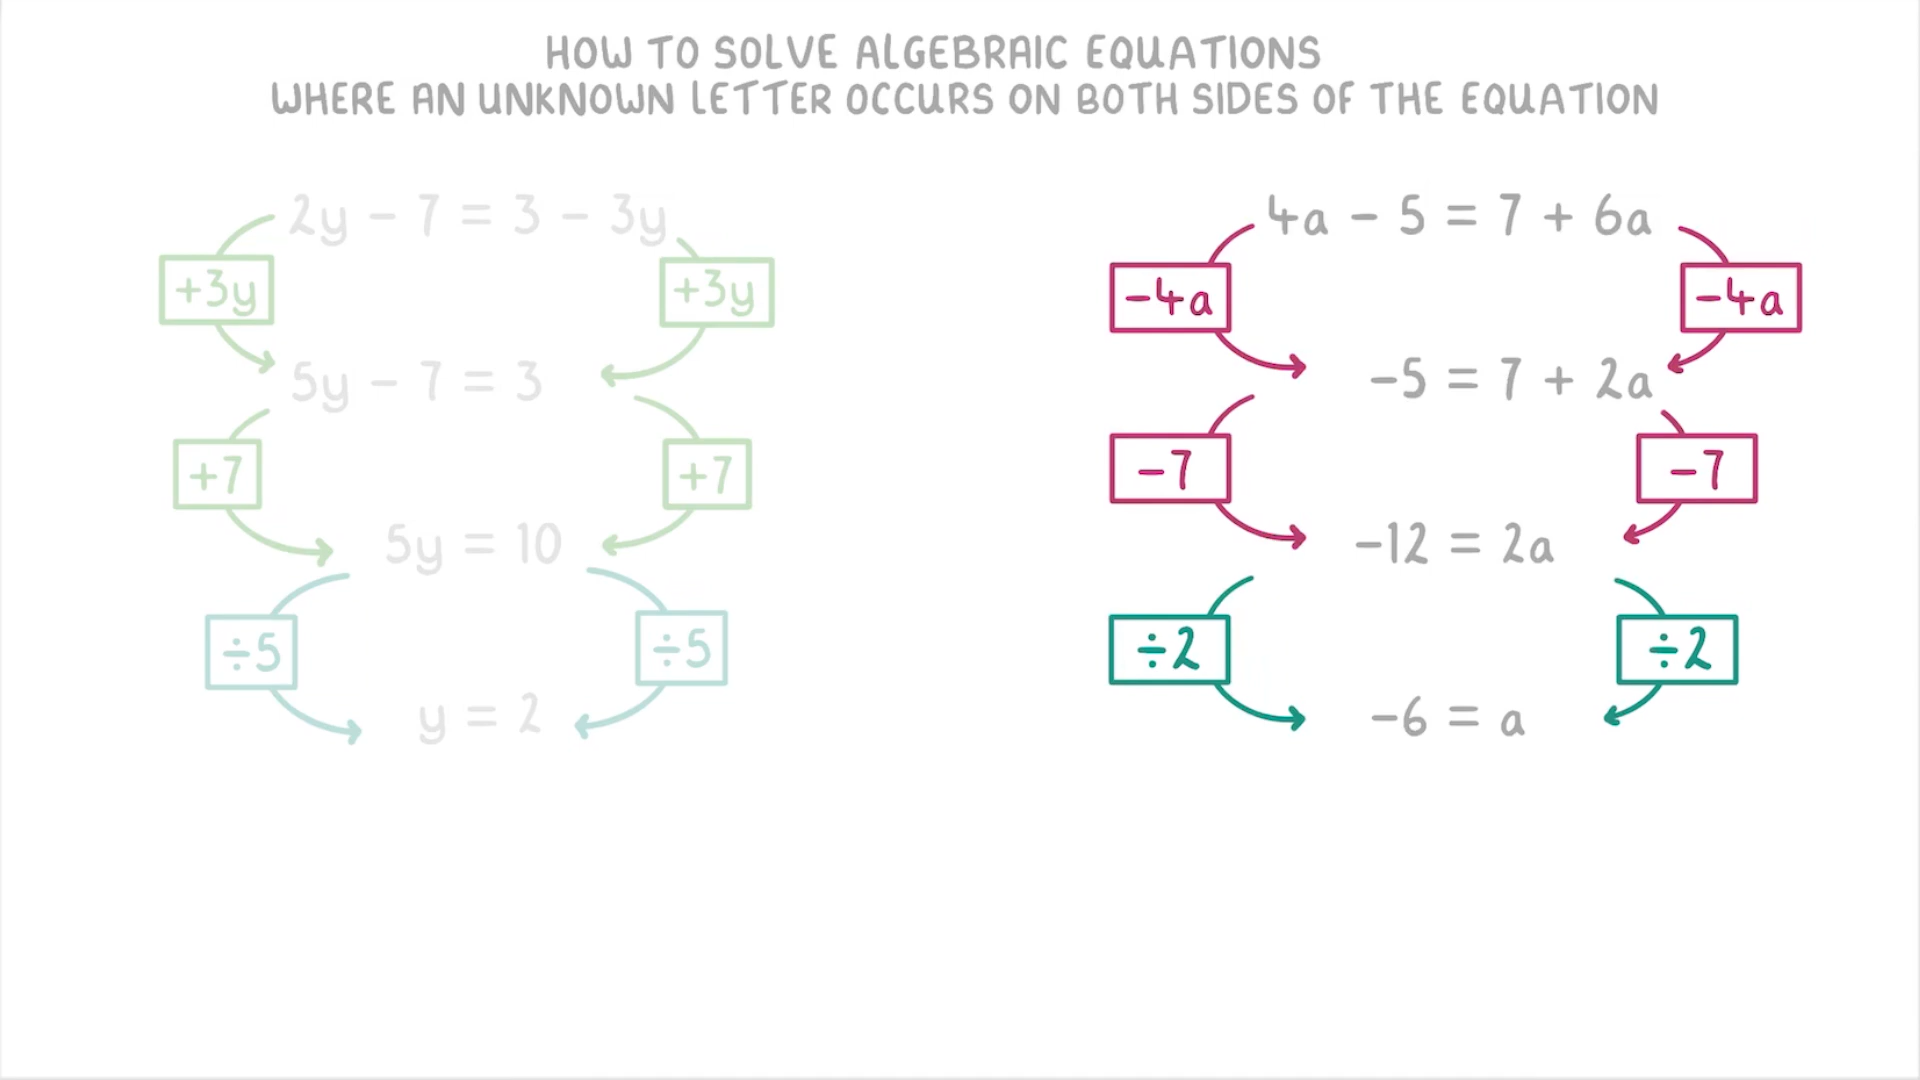 HOW TO SOLVE ALGEBRAIC EQUATIONS
WHERE AN UNKNOWN LETTER OCCURS ON BOTH SIDES OF THE EQUATION
2y − 7 = 3 − 3y
+3y
+3y
5y − 7 = 3
+7
+7
5y = 10
÷5
÷5
y = 2
4a − 5 = 7 + 6a
−4a
−4a
−5 = 7 + 2a
−7
−7
−12 = 2a
÷2
÷2
−6 = a